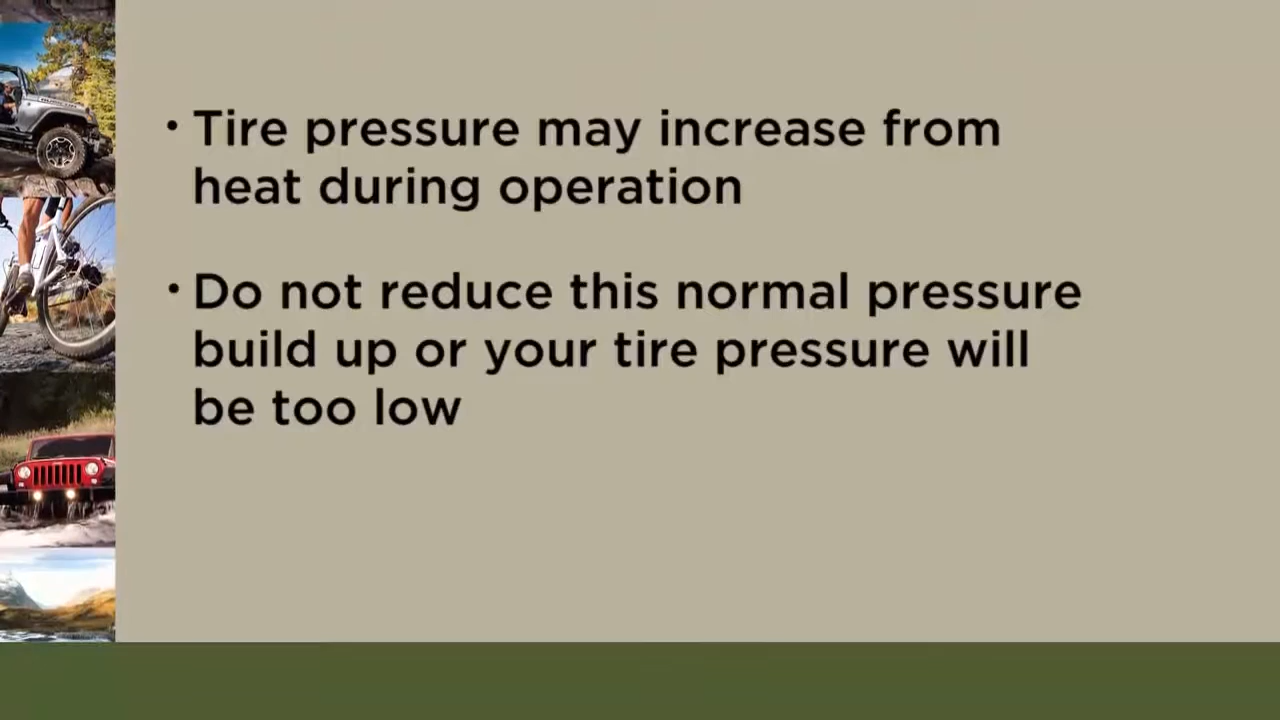 • Tire pressure may increase from
heat during operation
• Do not reduce this normal pressure
build up or your tire pressure will
be too low